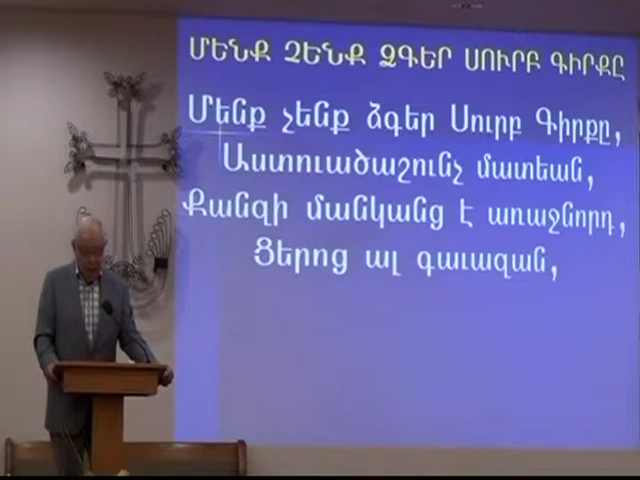 ՄԵՆՔ ՉԵՆՔ ՁԳԵՐ ՍՈՒՐԲ ԳԻՐՔԸ
Մենք չենք ձգեր Սուրբ Գիրքը,
Աստուածաշունչ մատեան,
Քանզի մանկանց է առաջնորդ,
Ցերոց ալ գաւազան,